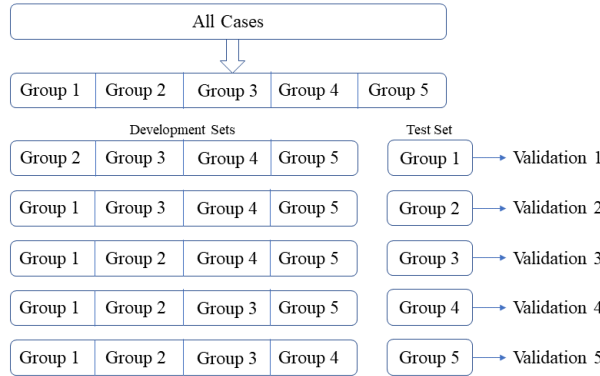 All Cases
Group 1 Group 2 Group 3 Group 4 Group 5
Development Sets Test Set
Group 2 Group 3 Group 4 Group 5 Group 1 Validation 1
Group 1 Group 3 Group 4 Group 5 Group 2 Validation 2
Group 1 Group 2 Group 4 Group 5 Group 3 Validation 3
Group 1 Group 2 Group 3 Group 5 Group 4 Validation 4
Group 1 Group 2 Group 3 Group 4 Group 5 Validation 5